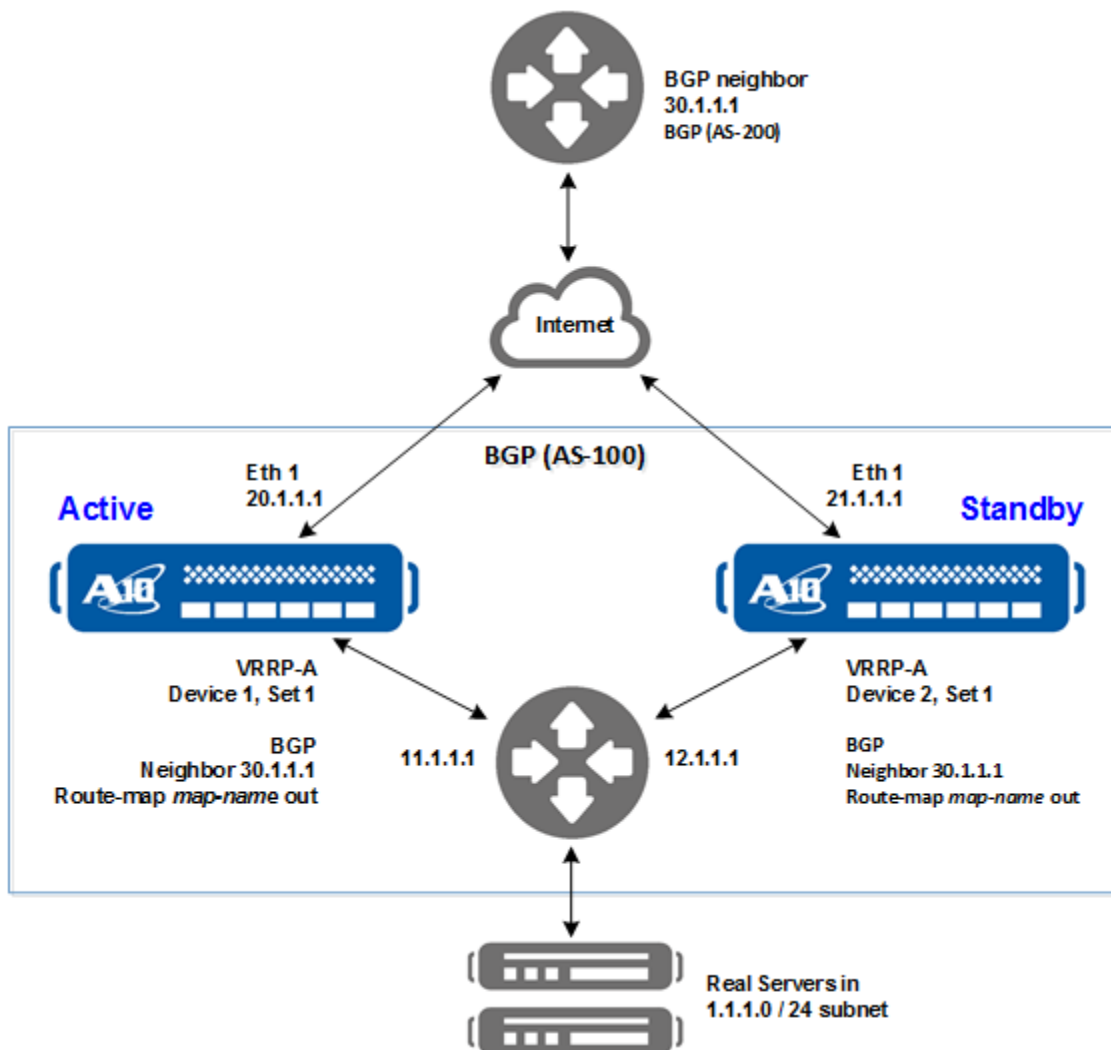 BGP neighbor
30.1.1.1
BGP (AS-200)
Internet
BGP (AS-100)
Eth 1
20.1.1.1
Eth 1
21.1.1.1
Active
Standby
A10
A10
VRRP-A
Device 1, Set 1
VRRP-A
Device 2, Set 1
BGP
Neighbor 30.1.1.1
Route-map map-name out
11.1.1.1
12.1.1.1
BGP
Neighbor 30.1.1.1
Route-map map-name out
Real Servers in
1.1.1.0 / 24 subnet